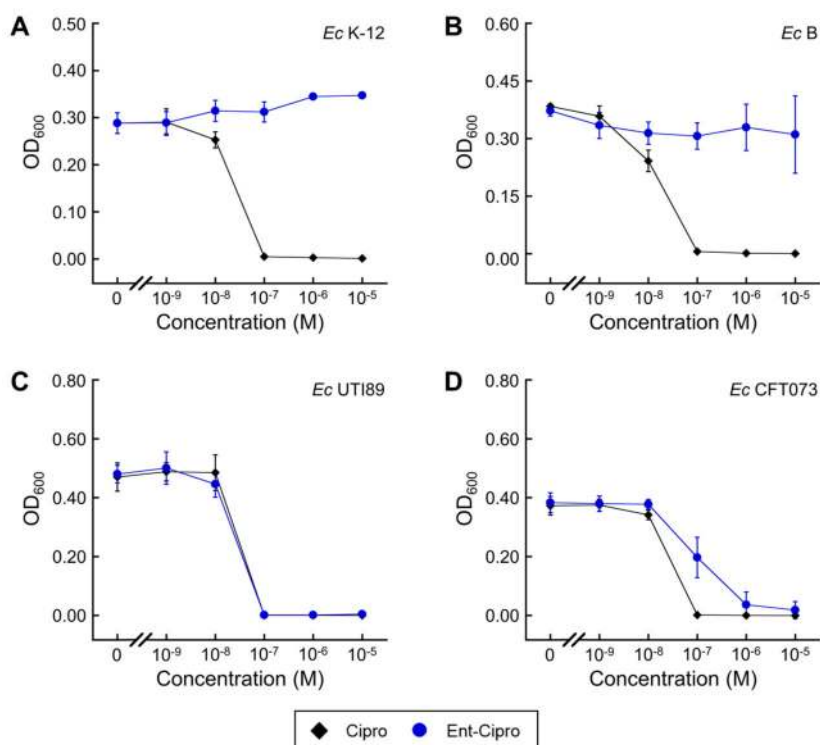 A
Ec K-12
0.50
0.40
0.30
0.20
0.10
0.00
OD₆₀₀
0 10⁻⁹ 10⁻⁸ 10⁻⁷ 10⁻⁶ 10⁻⁵
Concentration (M)
B
Ec B
0.60
0.45
0.30
0.15
0.00
OD₆₀₀
0 10⁻⁹ 10⁻⁸ 10⁻⁷ 10⁻⁶ 10⁻⁵
Concentration (M)
C
Ec UTI89
0.80
0.60
0.40
0.20
0.00
OD₆₀₀
0 10⁻⁹ 10⁻⁸ 10⁻⁷ 10⁻⁶ 10⁻⁵
Concentration (M)
D
Ec CFT073
0.80
0.60
0.40
0.20
0.00
OD₆₀₀
0 10⁻⁹ 10⁻⁸ 10⁻⁷ 10⁻⁶ 10⁻⁵
Concentration (M)
Cipro Ent-Cipro